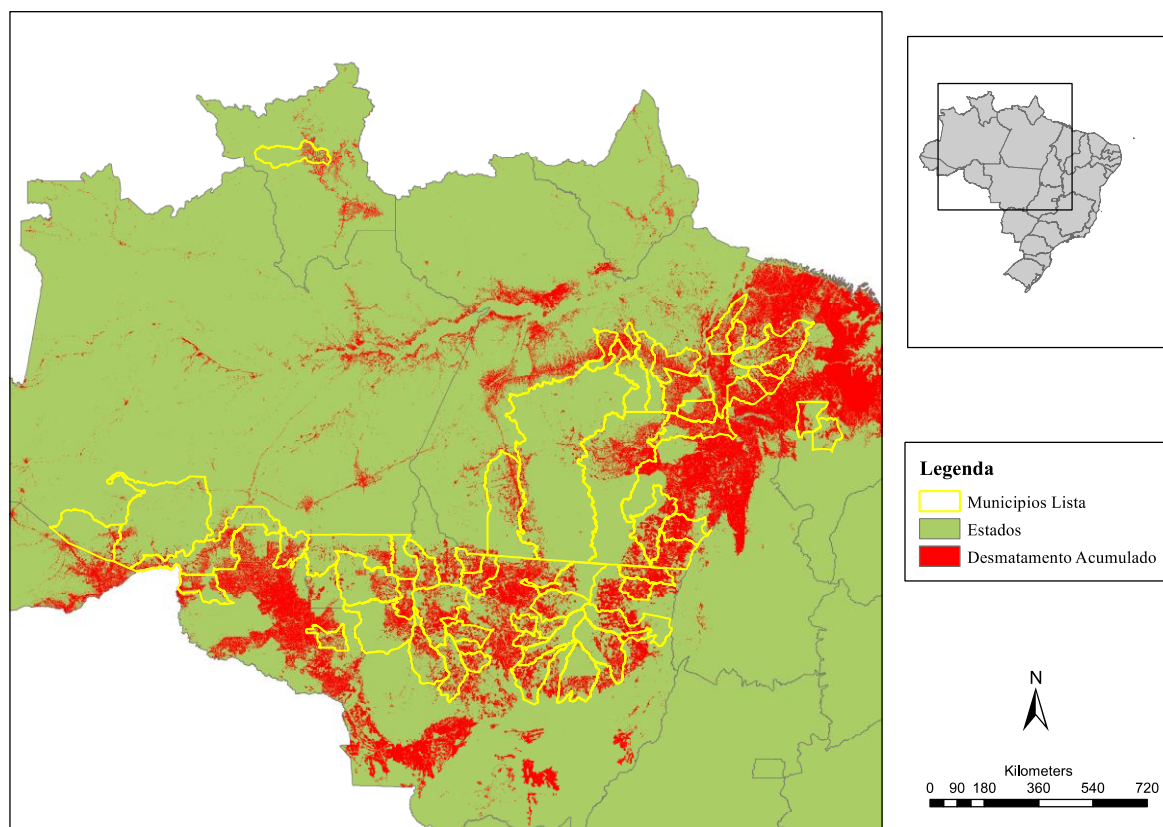 Legenda
Municipios Lista
Estados
Desmatamento Acumulado
N
Kilometers
0 90 180 360 540 720